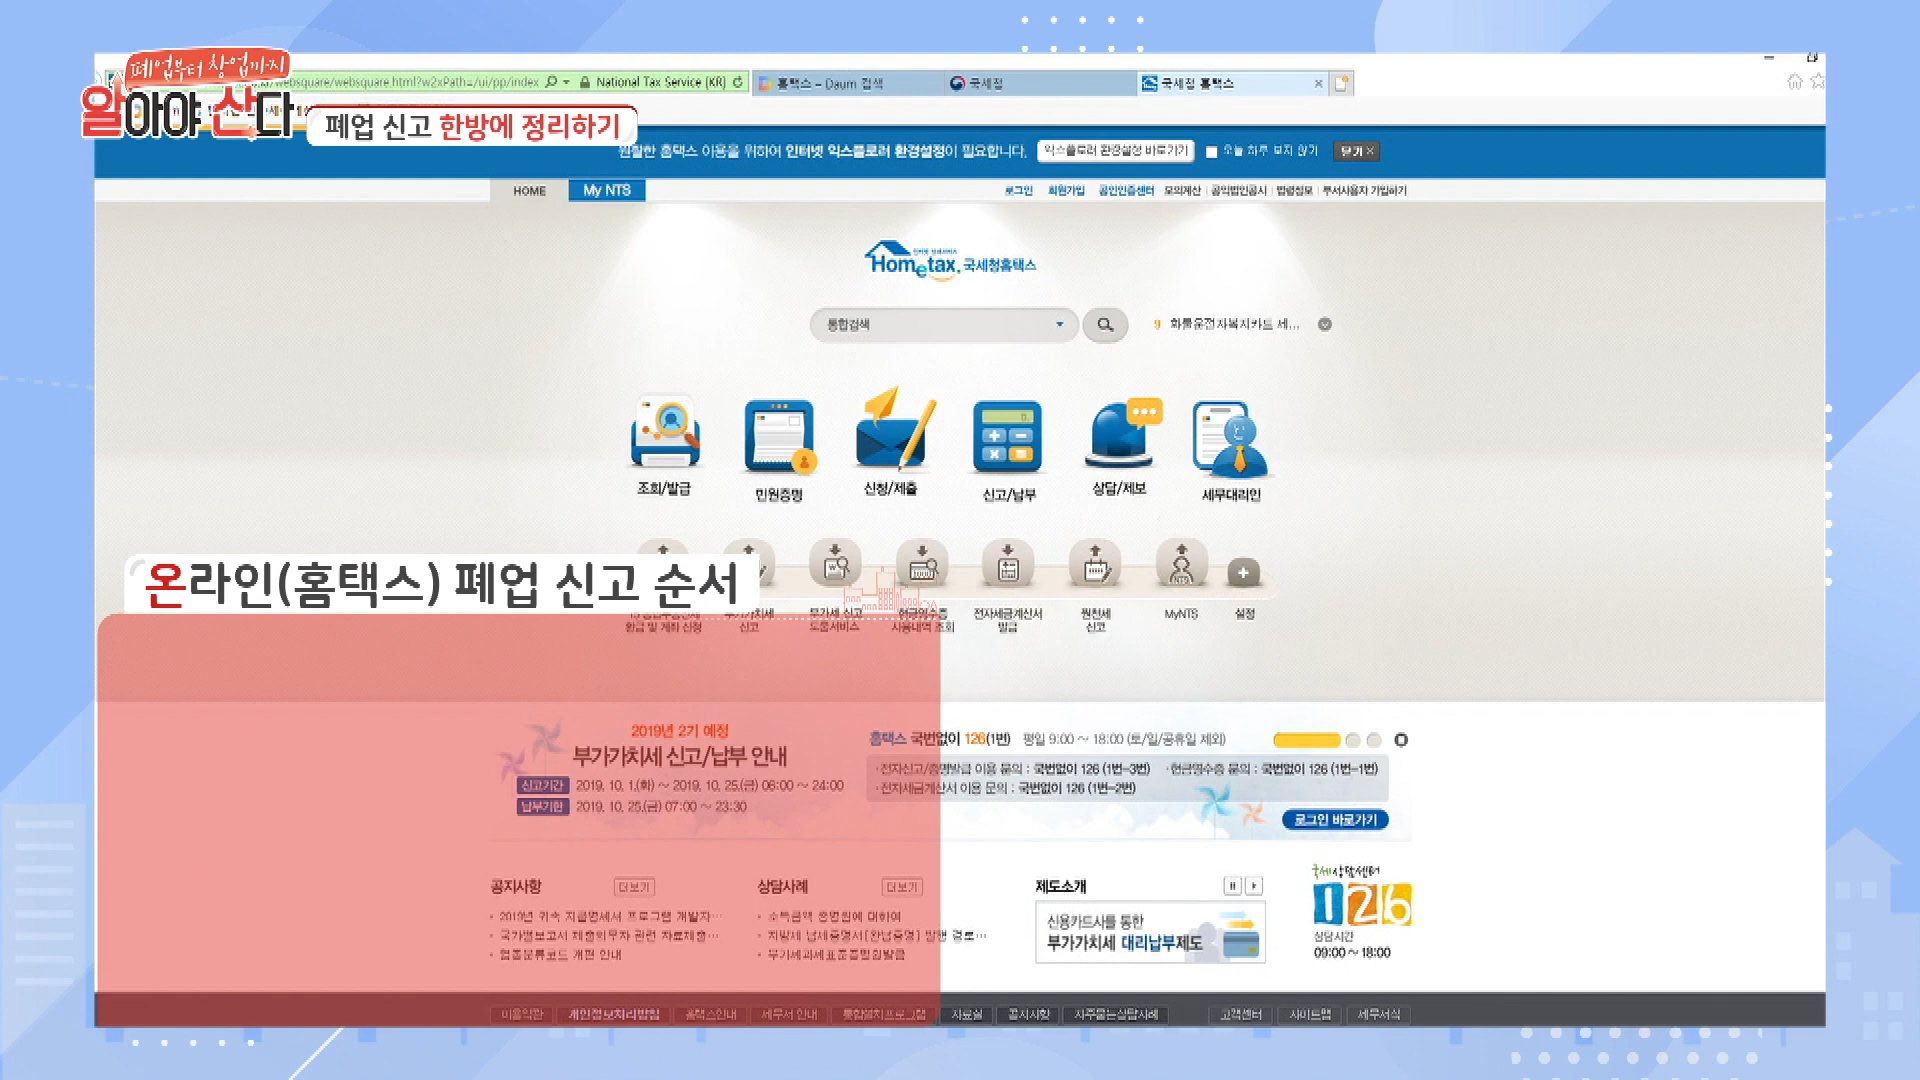 폐업부터 창업까지
알아야 산다
폐업 신고 한방에 정리하기
/websquare/websquare.html?w2xPath=/ui/pp/index
National Tax Service [KR]
홈택스 - Daum 검색
국세청
국세청 홈택스
원활한 홈택스 이용을 위하여 인터넷 익스플로러 환경설정이 필요합니다.
익스플로러 환경설정 바로가기
오늘 하루 보지 않기
닫기 ×
HOME
My NTS
로그인 회원가입 공인인증센터 모의계산 공익법인공시 법령정보 부서사용자 가입하기
Hometax. 국세청홈택스
통합검색
9 화물운전자복지카드 세...
조회/발급
민원증명
신청/제출
신고/납부
상담/제보
세무대리인
온라인(홈택스) 폐업 신고 순서
환급 및 계좌 신청
부가가치세 신고
부가세 신고 도움서비스
현금영수증 사용내역 조회
전자세금계산서 발급
원천세 신고
MyNTS
설정
2019년 2기 예정
부가가치세 신고/납부 안내
신고기간 2019. 10. 1.(화) ~ 2019. 10. 25.(금) 06:00 ~ 24:00
납부기한 2019. 10. 25.(금) 07:00 ~ 23:30
홈택스 국번없이 126(1번) 평일 9:00 ~ 18:00 (토/일/공휴일 제외)
·전자신고/증명발급 이용 문의 : 국번없이 126 (1번-3번) ·현금영수증 문의 : 국번없이 126 (1번-1번)
·전자세금계산서 이용 문의 : 국번없이 126 (1번-2번)
로그인 바로가기
공지사항 더보기
· 2019년 귀속 지급명세서 프로그램 개발자…
· 국가별보고서 제출의무자 관련 자료제출…
· 업종분류코드 개편 안내
상담사례 더보기
· 소득금액 증명원에 대하여
· 지방세 납세증명서(완납증명) 발행 경로…
· 부가세과세표준증명원발급
제도소개
신용카드사를 통한
부가가치세 대리납부제도
국세상담센터
126
상담시간
09:00 ~ 18:00
이용약관 개인정보처리방침 홈택스안내 세무서 안내 통합설치프로그램 자료실 공지사항 자주묻는상담사례 고객센터 사이트맵 세무서식